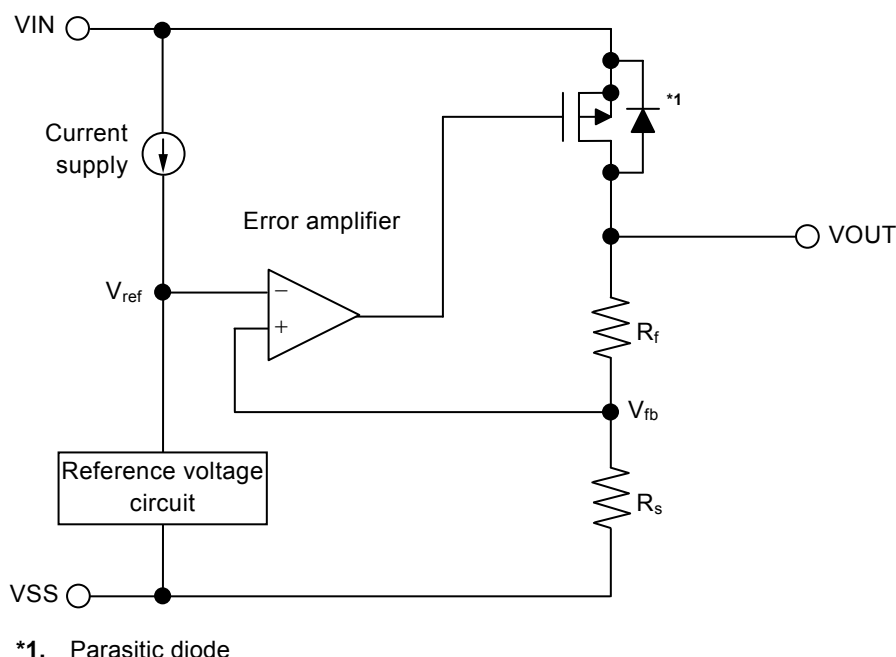 VIN
*1
Current
supply
Error amplifier
VOUT
Vref
−
+
Rf
Vfb
Reference voltage
circuit
Rs
VSS
*1. Parasitic diode